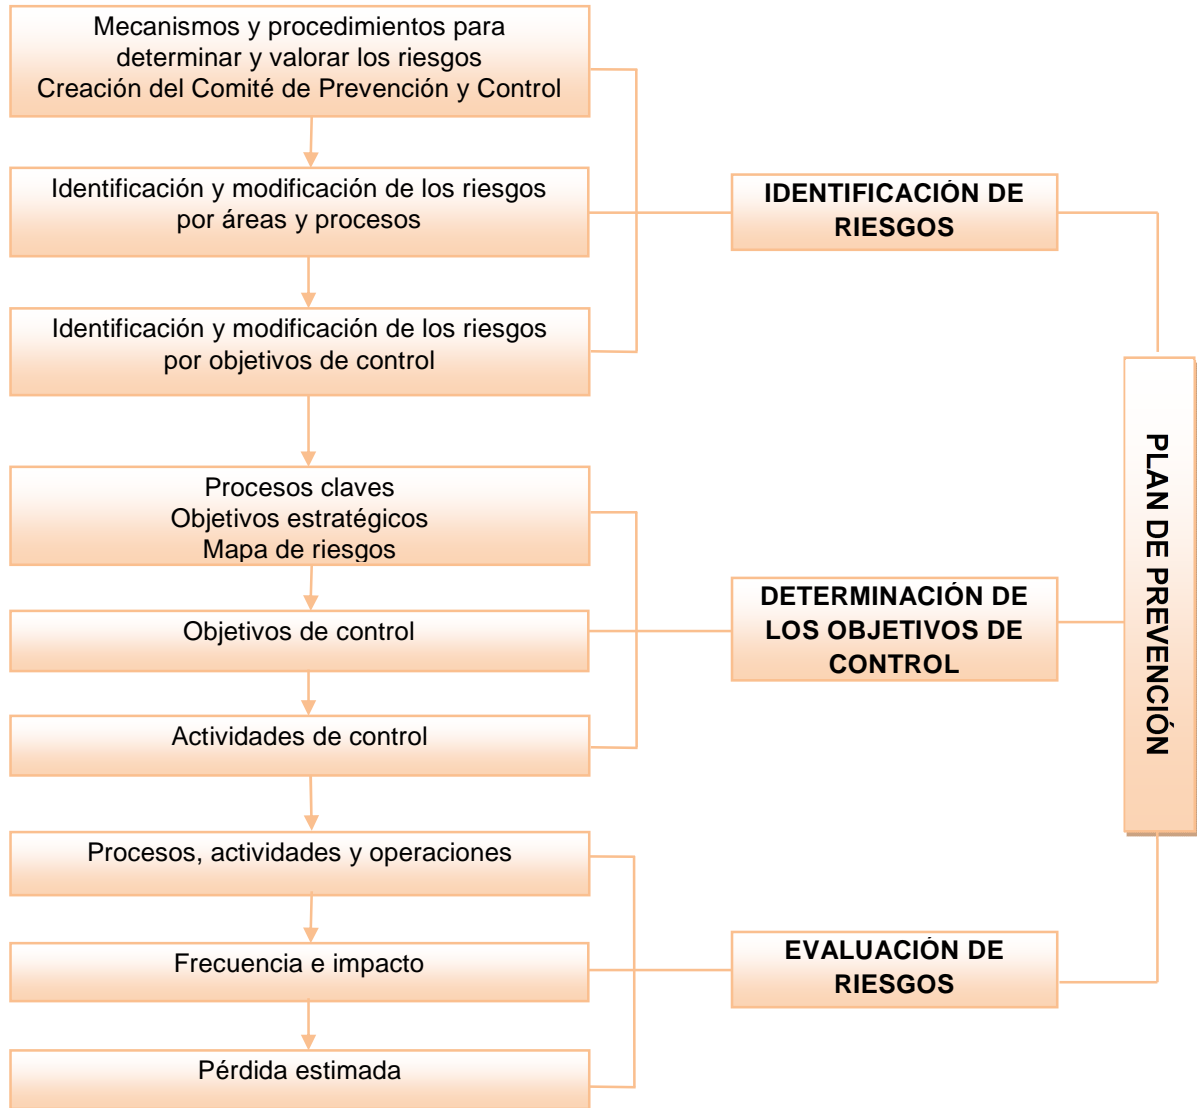 Mecanismos y procedimientos para
determinar y valorar los riesgos
Creación del Comité de Prevención y Control
Identificación y modificación de los riesgos
por áreas y procesos
IDENTIFICACIÓN DE
RIESGOS
Identificación y modificación de los riesgos
por objetivos de control
Procesos claves
Objetivos estratégicos
Mapa de riesgos
Objetivos de control
DETERMINACIÓN DE
LOS OBJETIVOS DE
CONTROL
Actividades de control
Procesos, actividades y operaciones
Frecuencia e impacto
EVALUACIÓN DE
RIESGOS
Pérdida estimada
PLAN DE PREVENCIÓN